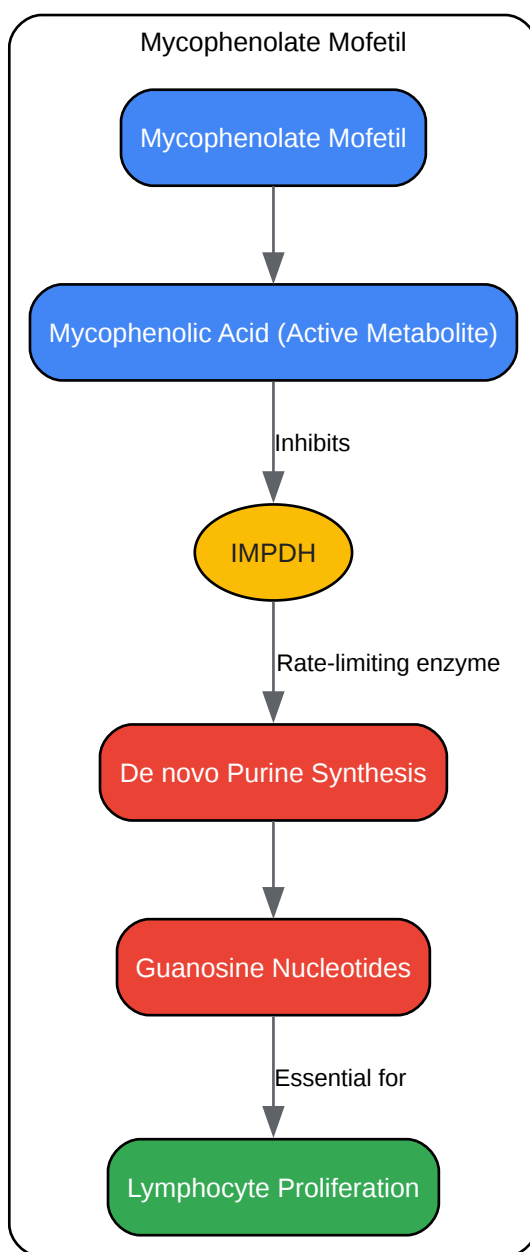 Mycophenolate Mofetil
Mycophenolate Mofetil
Mycophenolic Acid (Active Metabolite)
Inhibits
IMPDH
Rate-limiting enzyme
De novo Purine Synthesis
Guanosine Nucleotides
Essential for
Lymphocyte Proliferation